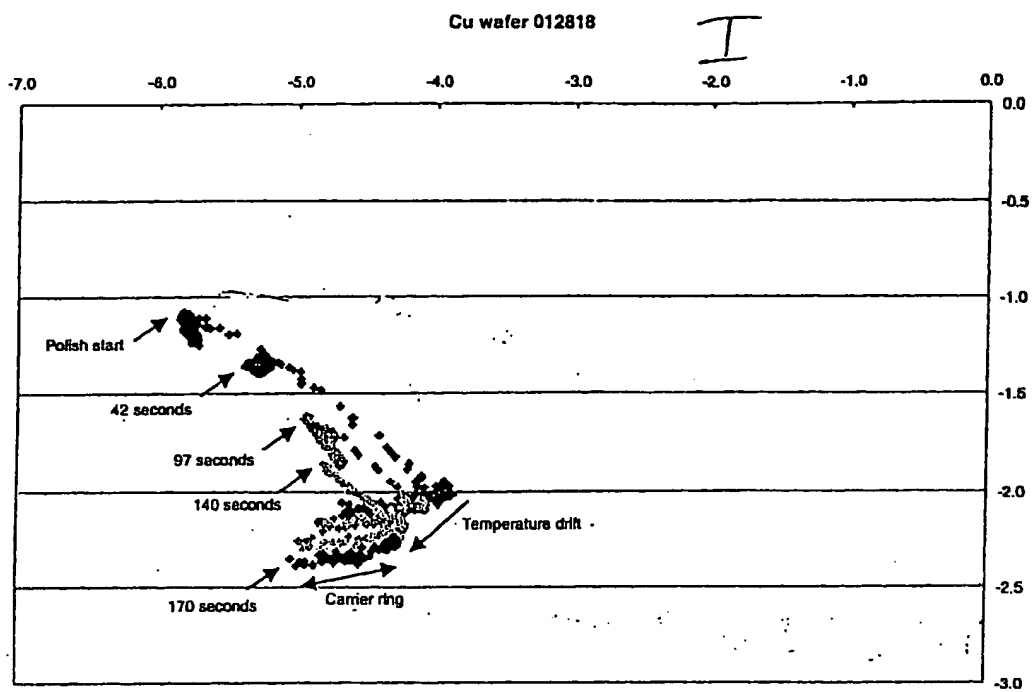 Cu wafer 012818
I
-7.0 -6.0 -5.0 -4.0 -3.0 -2.0 -1.0 0.0
0.0
-0.5
-1.0
Polish start
42 seconds
-1.5
97 seconds
140 seconds
-2.0
Temperature drift
170 seconds
Carrier ring
-2.5
-3.0